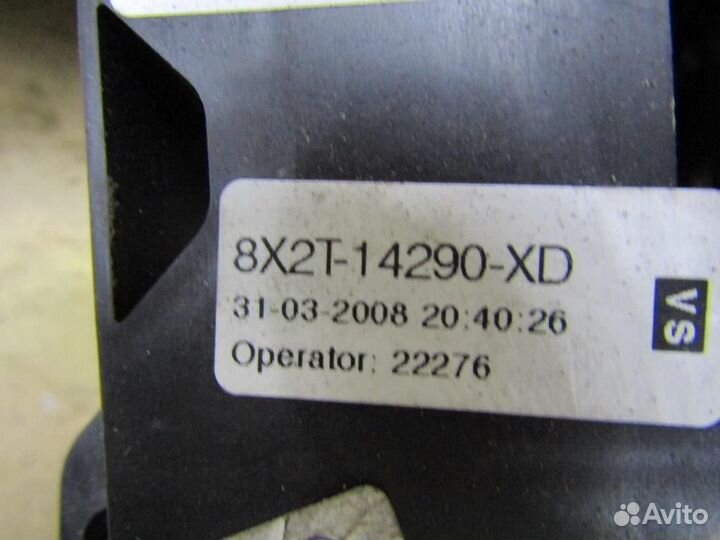 8X2T-14290-XD
31-03-2008 20:40:26
Operator: 22276
VS
Avito